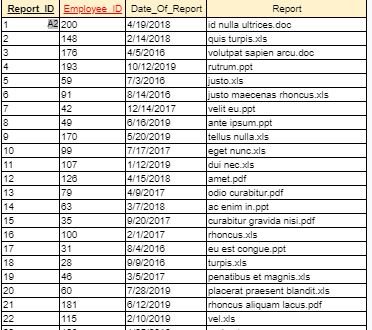 Report_ID Employee_ID Date_Of_Report Report
1 A2 200 4/19/2018 id nulla ultrices.doc
2 148 2/14/2018 quis turpis.xls
3 176 4/5/2016 volutpat sapien arcu.doc
4 193 10/12/2019 rutrum.ppt
5 59 7/3/2016 justo.xls
6 91 8/14/2016 justo maecenas rhoncus.xls
7 42 12/14/2017 velit eu.ppt
8 49 6/16/2019 ante ipsum.ppt
9 170 5/20/2019 tellus nulla.xls
10 99 7/17/2017 eget nunc.xls
11 107 1/12/2019 dui nec.xls
12 126 4/15/2018 amet.pdf
13 79 4/9/2017 odio curabitur.pdf
14 63 3/7/2018 ac enim in.ppt
15 35 9/20/2017 curabitur gravida nisi.pdf
16 100 2/1/2017 rhoncus.xls
17 31 8/4/2016 eu est congue.ppt
18 28 9/9/2016 turpis.xls
19 46 3/5/2017 penatibus et magnis.xls
20 60 7/28/2019 placerat praesent blandit.xls
21 181 6/12/2019 rhoncus aliquam lacus.pdf
22 115 2/10/2019 vel.xls